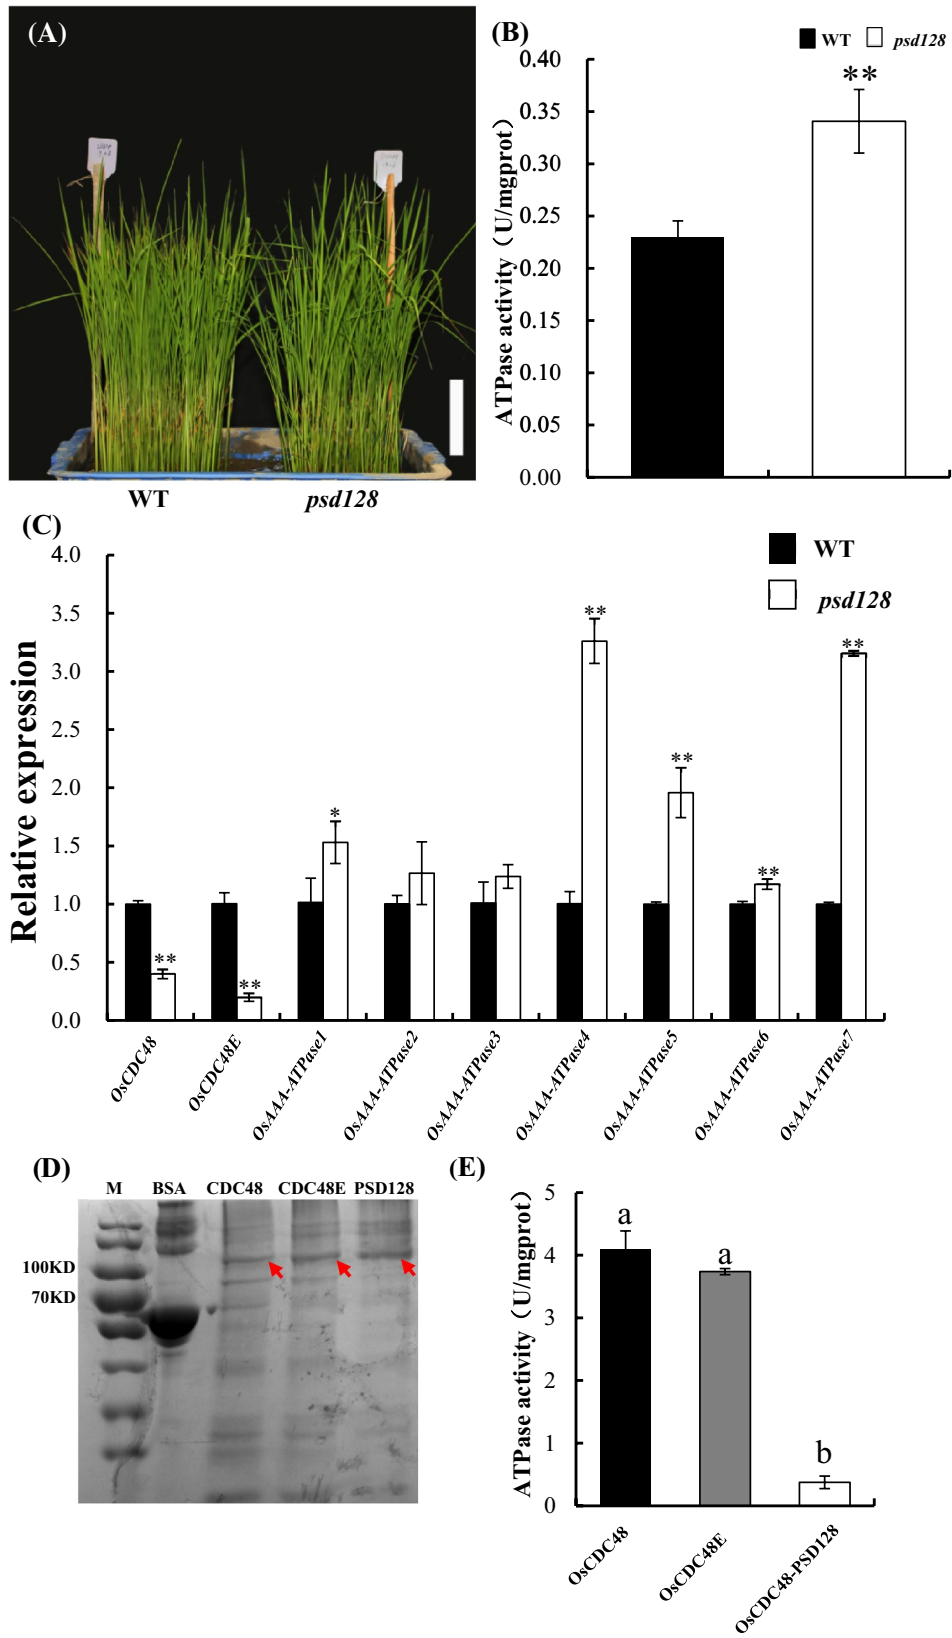 (A)
WT
psd128
(B)
WT psd128
**
ATPase activity（U/mgprot）
0.40
0.35
0.30
0.25
0.20
0.15
0.10
0.05
0.00
(C)
WT
psd128
Relative expression
4.0
3.5
3.0
2.5
2.0
1.5
1.0
0.5
0.0
** ** * ** ** ** **
OsCDC48
OsCDC48E
OsAAA-ATPase1
OsAAA-ATPase2
OsAAA-ATPase3
OsAAA-ATPase4
OsAAA-ATPase5
OsAAA-ATPase6
OsAAA-ATPase7
(D)
M BSA CDC48 CDC48E PSD128
100KD
70KD
(E)
ATPase activity（U/mgprot）
5
4
3
2
1
0
a
a
b
OsCDC48
OsCDC48E
OsCDC48-PSD128